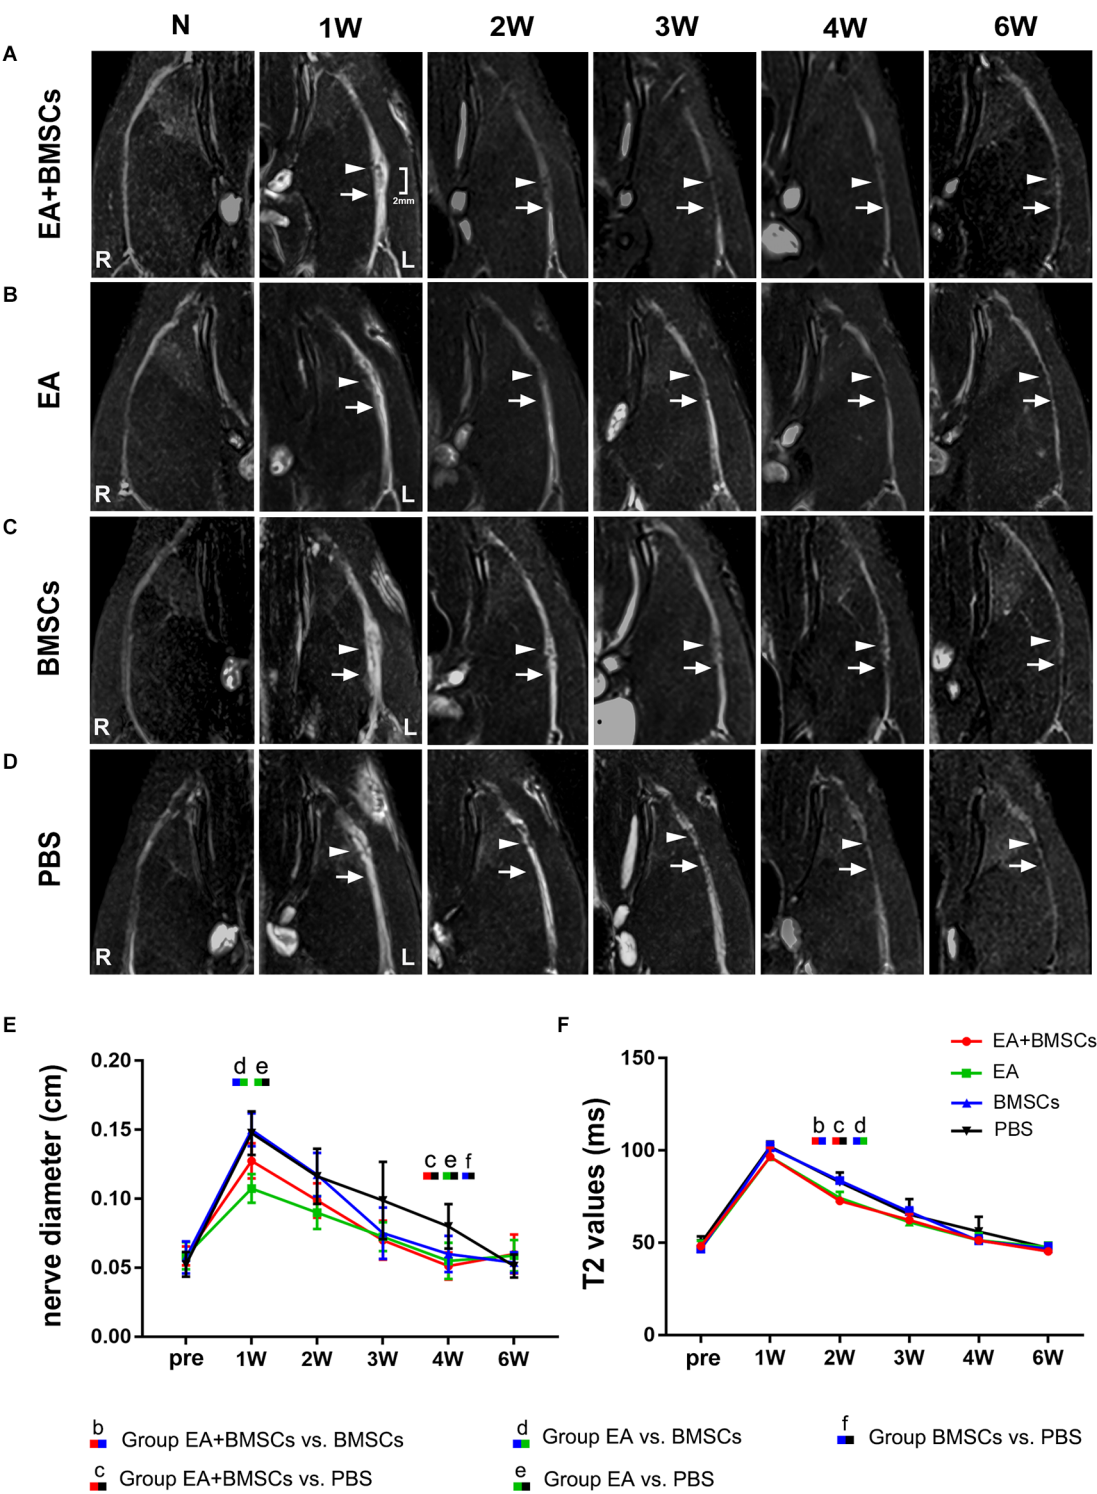 N 1W 2W 3W 4W 6W
A
EA+BMSCs
2mm
R L
B
EA
R L
C
BMSCs
R L
D
PBS
R L
E
nerve diameter (cm)
0.20
0.15
0.10
0.05
0.00
d e
c e f
pre 1W 2W 3W 4W 6W
F
T2 values (ms)
150
100
50
0
b c d
pre 1W 2W 3W 4W 6W
EA+BMSCs
EA
BMSCs
PBS
b Group EA+BMSCs vs. BMSCs
d Group EA vs. BMSCs
f Group BMSCs vs. PBS
c Group EA+BMSCs vs. PBS
e Group EA vs. PBS